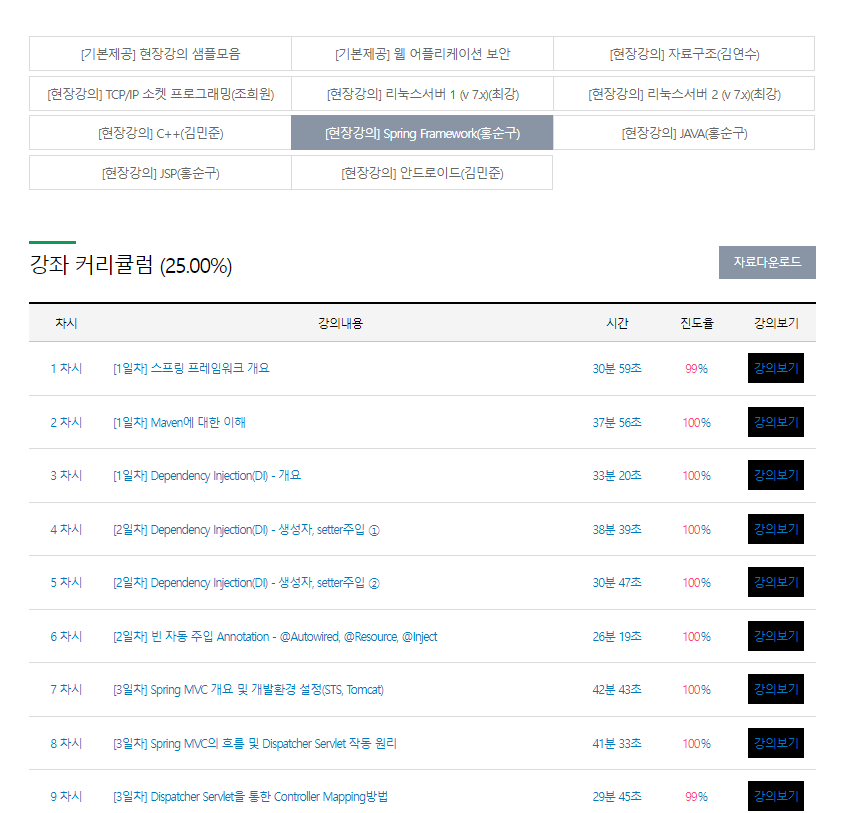 [기본제공] 현장강의 샘플모음
[기본제공] 웹 어플리케이션 보안
[현장강의] 자료구조(김연수)
[현장강의] TCP/IP 소켓 프로그래밍(조희원)
[현장강의] 리눅스서버 1 (v 7.x)(최강)
[현장강의] 리눅스서버 2 (v 7.x)(최강)
[현장강의] C++(김민준)
[현장강의] Spring Framework(홍순구)
[현장강의] JAVA(홍순구)
[현장강의] JSP(홍순구)
[현장강의] 안드로이드(김민준)
강좌 커리큘럼 (25.00%)
자료다운로드
차시 강의내용 시간 진도율 강의보기
1 차시 [1일차] 스프링 프레임워크 개요 30분 59초 99% 강의보기
2 차시 [1일차] Maven에 대한 이해 37분 56초 100% 강의보기
3 차시 [1일차] Dependency Injection(DI) - 개요 33분 20초 100% 강의보기
4 차시 [2일차] Dependency Injection(DI) - 생성자, setter주입 ① 38분 39초 100% 강의보기
5 차시 [2일차] Dependency Injection(DI) - 생성자, setter주입 ② 30분 47초 100% 강의보기
6 차시 [2일차] 빈 자동 주입 Annotation - @Autowired, @Resource, @Inject 26분 19초 100% 강의보기
7 차시 [3일차] Spring MVC 개요 및 개발환경 설정(STS, Tomcat) 42분 43초 100% 강의보기
8 차시 [3일차] Spring MVC의 흐름 및 Dispatcher Servlet 작동 원리 41분 33초 100% 강의보기
9 차시 [3일차] Dispatcher Servlet을 통한 Controller Mapping방법 29분 45초 99% 강의보기